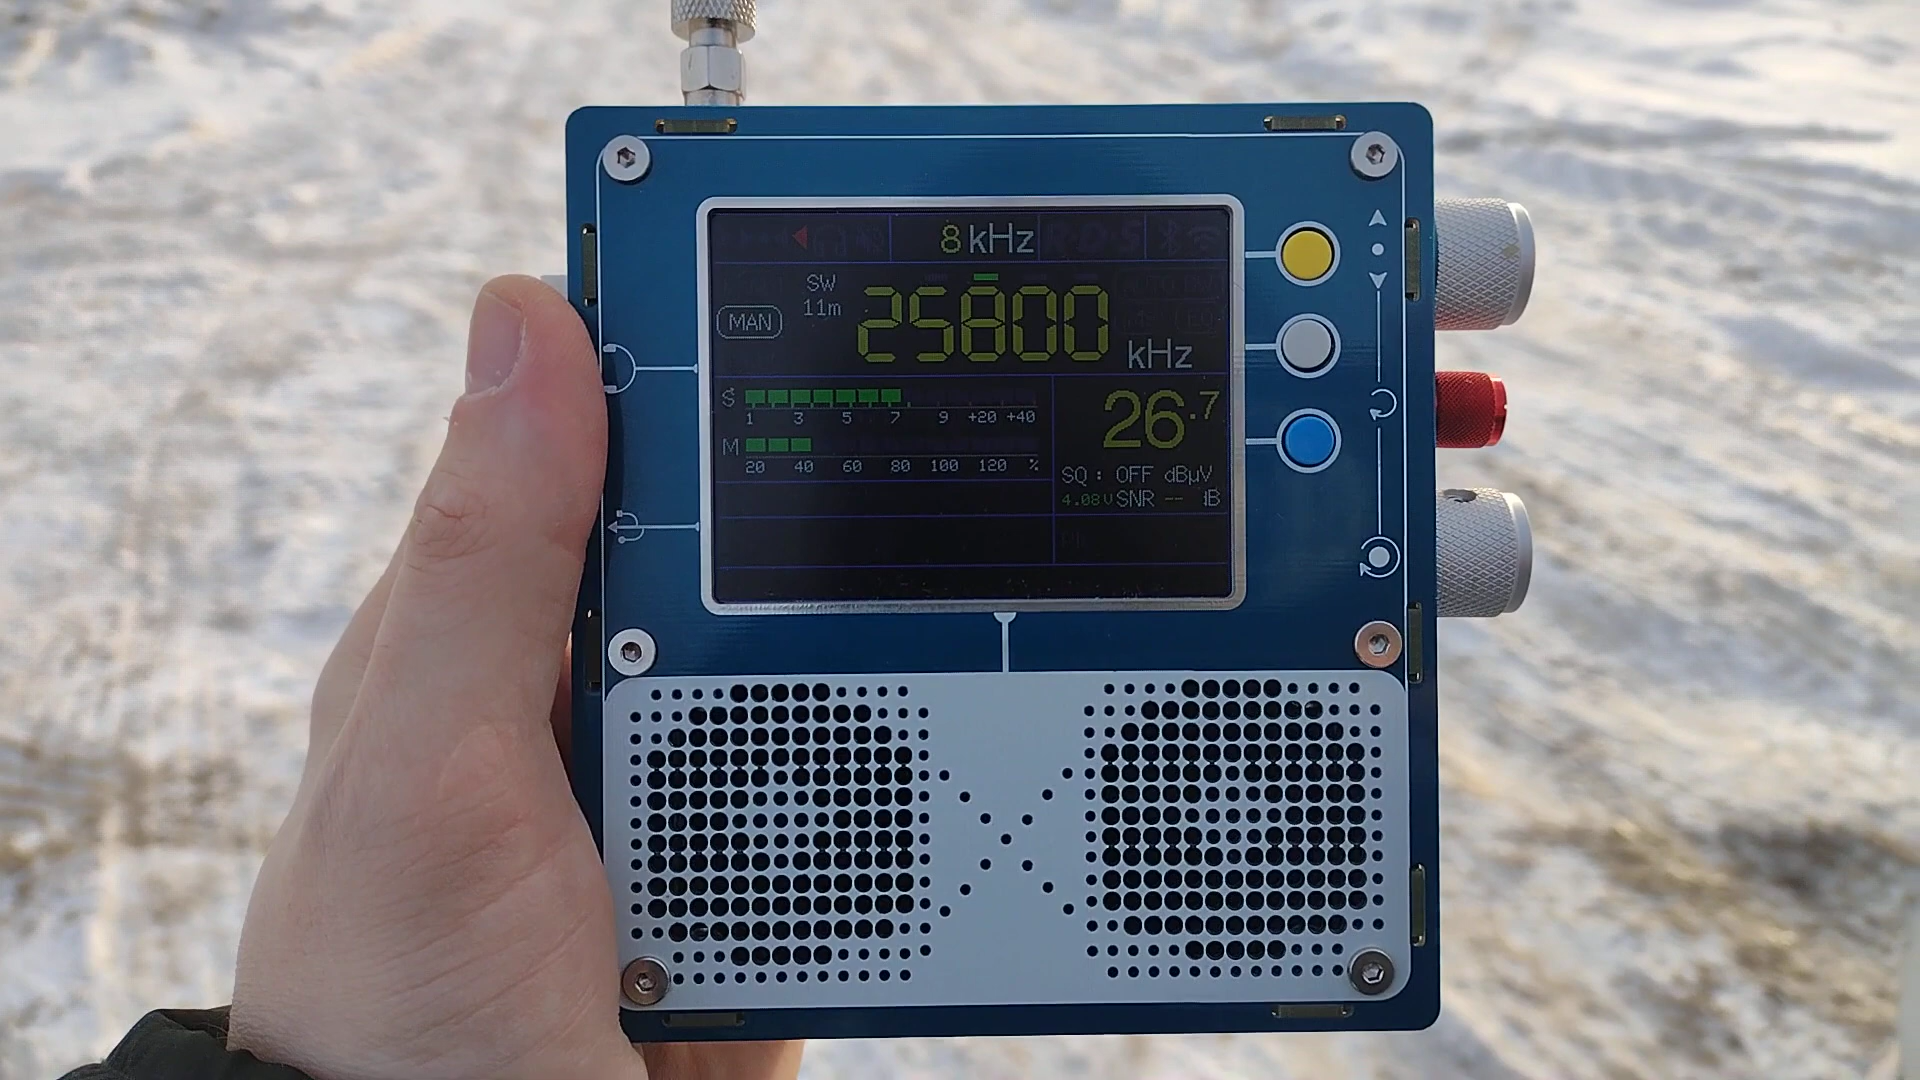 8 kHz
SW
11m
MAN
25800
kHz
S
1 3 5 7 9 +20 +40
26.7
M
20 40 60 80 100 120 %
SQ : OFF dBµV
4.08V SNR -- dB